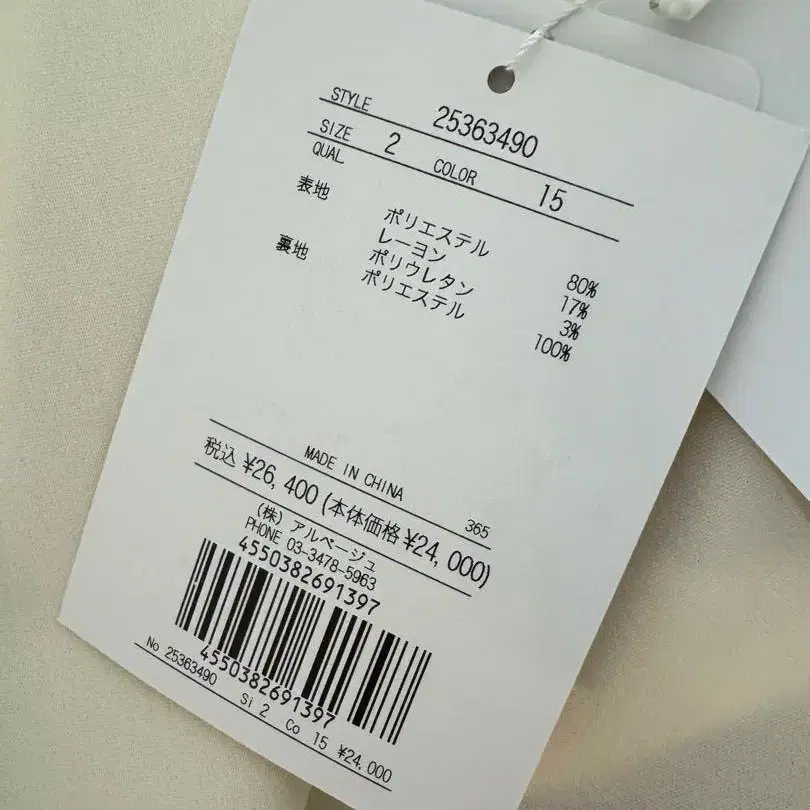 STYLE 25363490
SIZE 2 COLOR 15
QUAL
表地 ポリエステル 80%
レーヨン 17%
ポリウレタン 3%
裏地 ポリエステル 100%
MADE IN CHINA 365
税込 ¥26,400(本体価格¥24,000)
(株) アルページュ
PHONE 03-3478-5963
4550382691397
4550382691397
No 25363490 Si 2 Co 15 ¥24,000